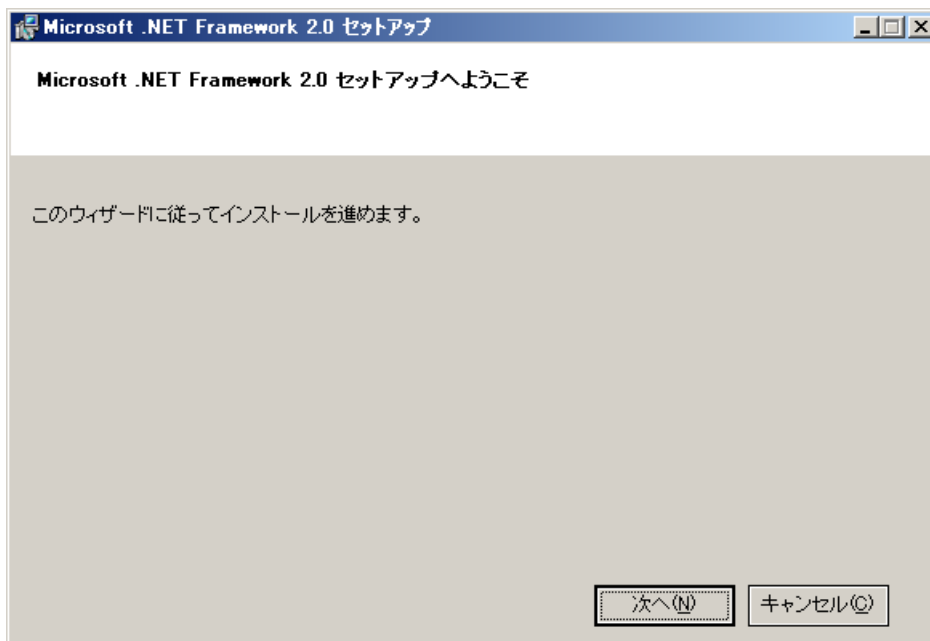 Microsoft .NET Framework 2.0 セットアップ
Microsoft .NET Framework 2.0 セットアップへようこそ
このウィザードに従ってインストールを進めます。
次へ(N)
キャンセル(C)